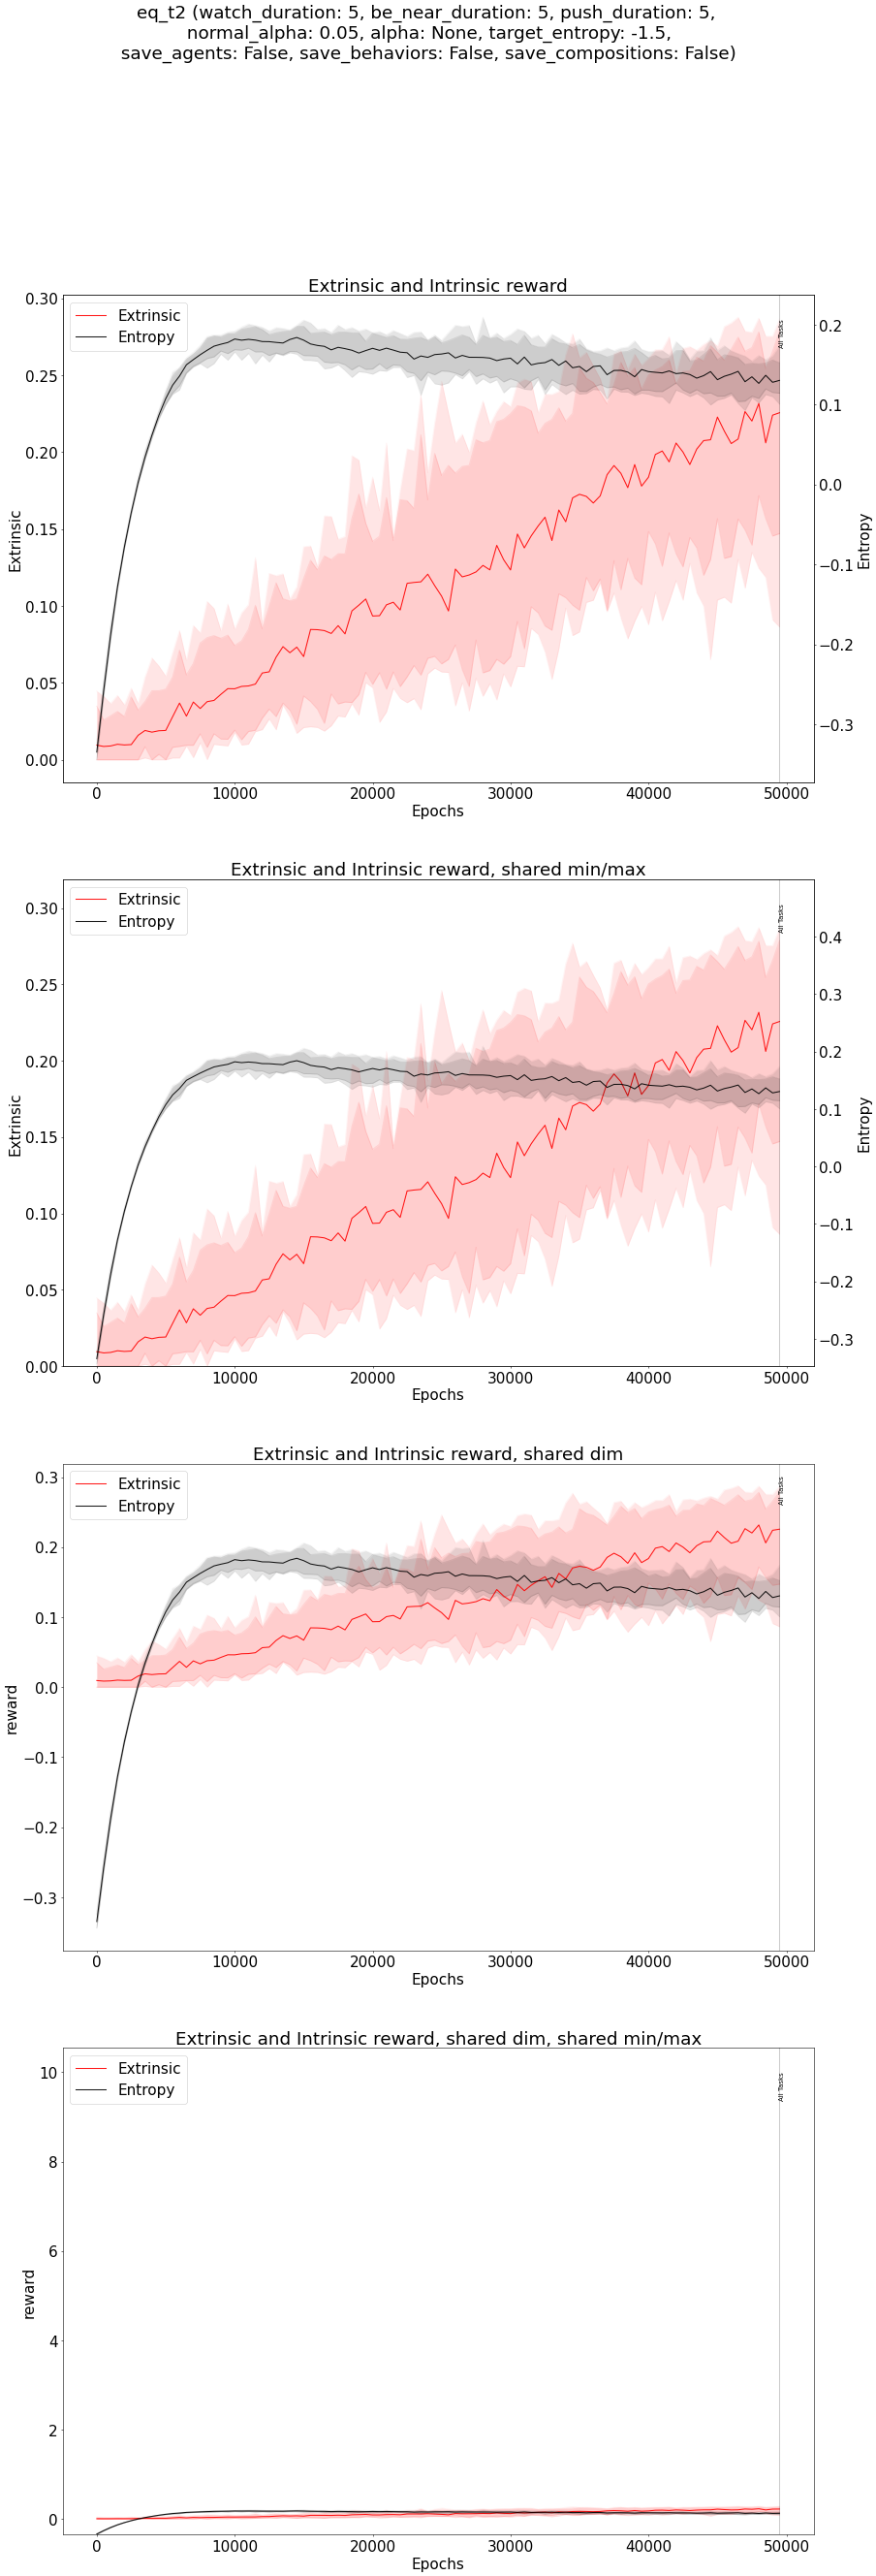 eq_t2 (watch_duration: 5, be_near_duration: 5, push_duration: 5,
normal_alpha: 0.05, alpha: None, target_entropy: -1.5,
save_agents: False, save_behaviors: False, save_compositions: False)
Extrinsic and Intrinsic reward
Extrinsic
Entropy
All Tasks
0.30
0.25
0.20
0.15
0.10
0.05
0.00
Extrinsic
0.2
0.1
0.0
−0.1
−0.2
−0.3
Entropy
0 10000 20000 30000 40000 50000
Epochs
Extrinsic and Intrinsic reward, shared min/max
Extrinsic
Entropy
All Tasks
0.30
0.25
0.20
0.15
0.10
0.05
0.00
Extrinsic
0.4
0.3
0.2
0.1
0.0
−0.1
−0.2
−0.3
Entropy
0 10000 20000 30000 40000 50000
Epochs
Extrinsic and Intrinsic reward, shared dim
Extrinsic
Entropy
All Tasks
0.3
0.2
0.1
0.0
−0.1
−0.2
−0.3
reward
0 10000 20000 30000 40000 50000
Epochs
Extrinsic and Intrinsic reward, shared dim, shared min/max
Extrinsic
Entropy
All Tasks
10
8
6
4
2
0
reward
0 10000 20000 30000 40000 50000
Epochs